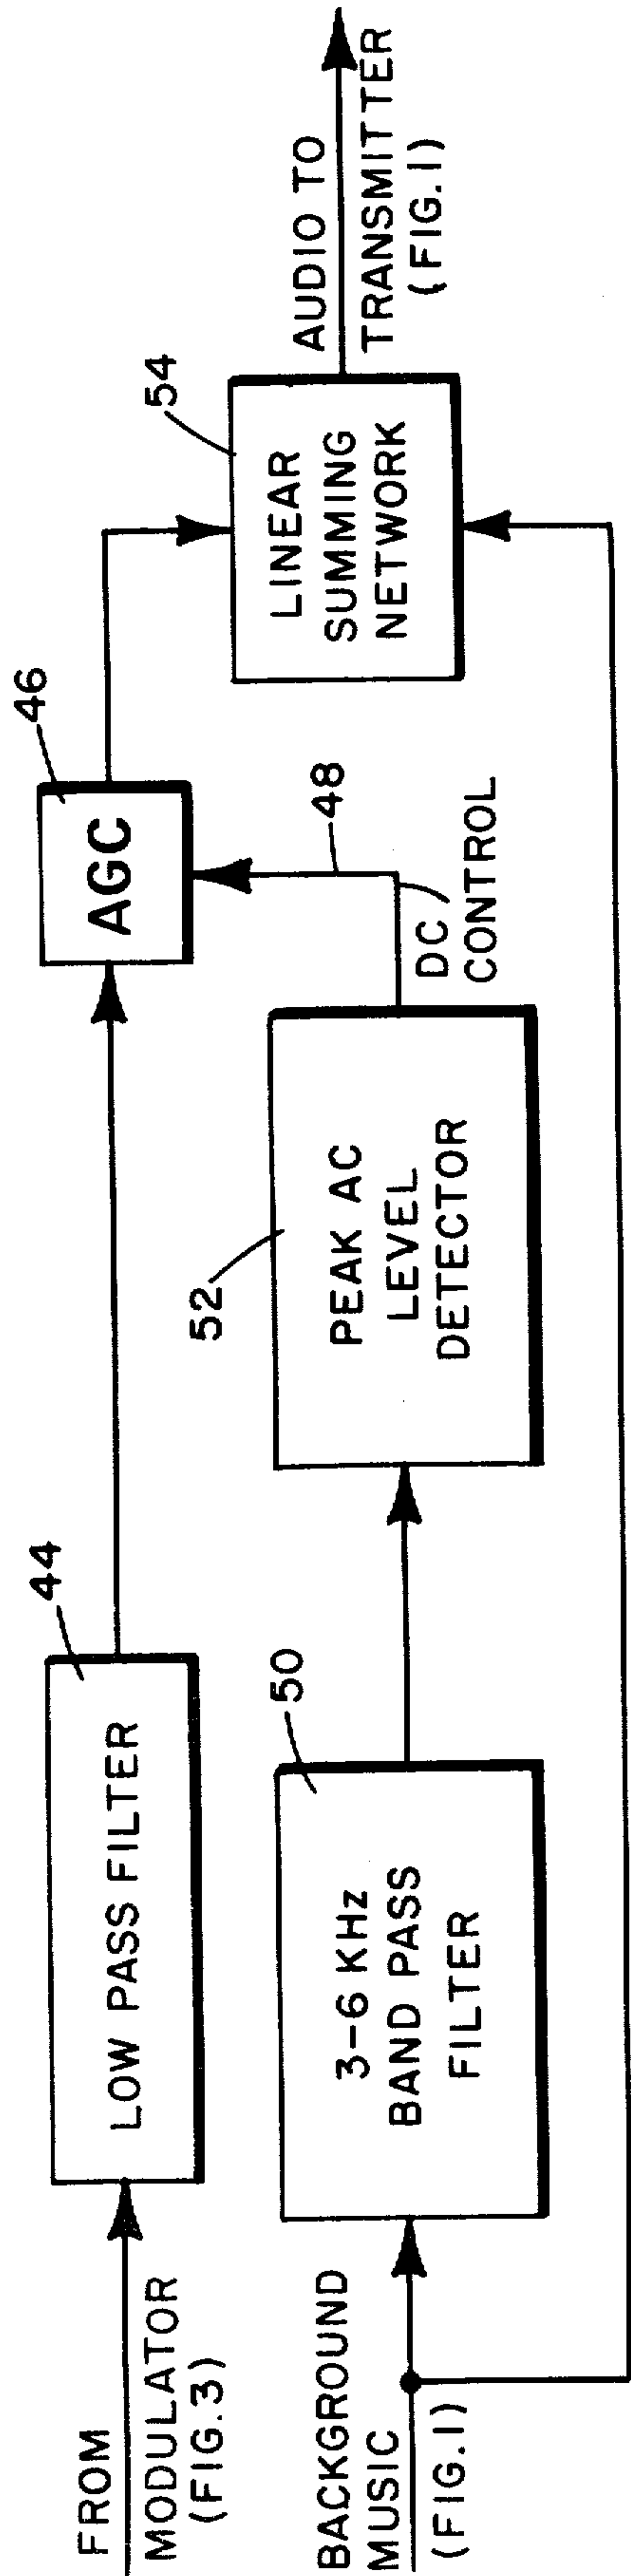 FROM
MODULATOR
(FIG.3)
44
LOW PASS FILTER
46
AGC
BACKGROUND
MUSIC
(FIG.1)
50
3-6 KHz
BAND PASS
FILTER
52
PEAK AC
LEVEL
DETECTOR
48
DC
CONTROL
54
LINEAR
SUMMING
NETWORK
AUDIO TO
TRANSMITTER
(FIG.1)